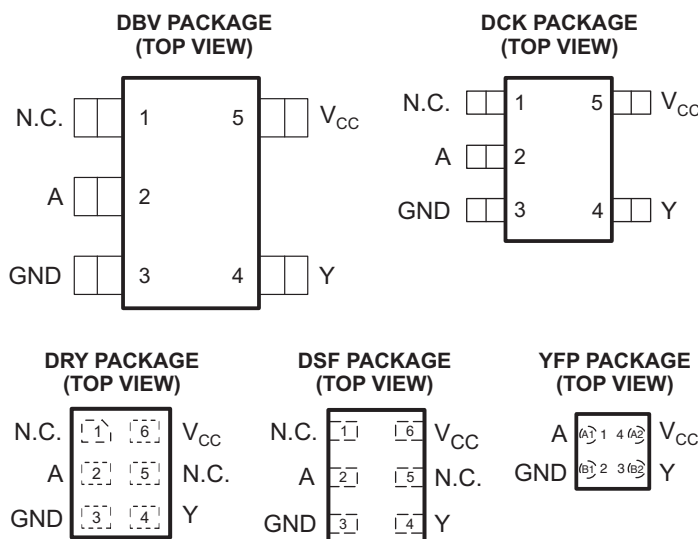 DBV PACKAGE
(TOP VIEW)
N.C. 1 5 VCC
A 2
GND 3 4 Y
DCK PACKAGE
(TOP VIEW)
N.C. 1 5 VCC
A 2
GND 3 4 Y
DRY PACKAGE
(TOP VIEW)
N.C. 1 6 VCC
A 2 5 N.C.
GND 3 4 Y
DSF PACKAGE
(TOP VIEW)
N.C. 1 6 VCC
A 2 5 N.C.
GND 3 4 Y
YFP PACKAGE
(TOP VIEW)
A A1 1 4 A2 VCC
GND B1 2 3 B2 Y